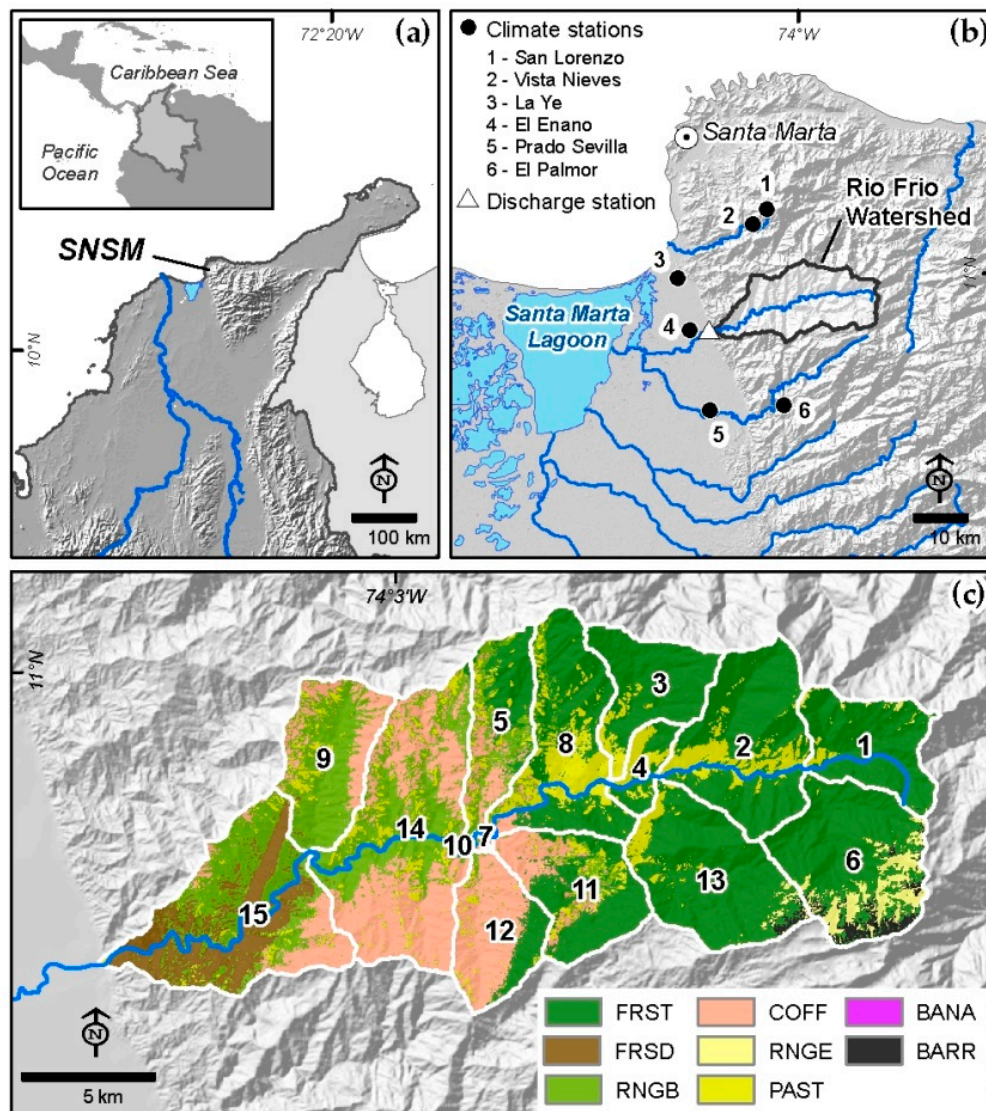 (a)
72°20'
Caribbean Sea
Pacific
Ocean
SNSM
10°N
N
100 km
(b)
74°W
Climate stations
1 - San Lorenzo
2 - Vista Nieves
3 - La Ye
4 - El Enano
5 - Prado Sevilla
6 - El Palmor
Discharge station
Santa Marta
1
2
Rio Frio
Watershed
3
11°N
Santa Marta
Lagoon
4
5
6
N
10 km
(c)
74°3'W
11°N
3
5
8
2
1
9
4
14
10
7
6
11
13
15
12
N
5 km
FRST
COFF
BANA
FRSD
RNGE
BARR
RNGB
PAST